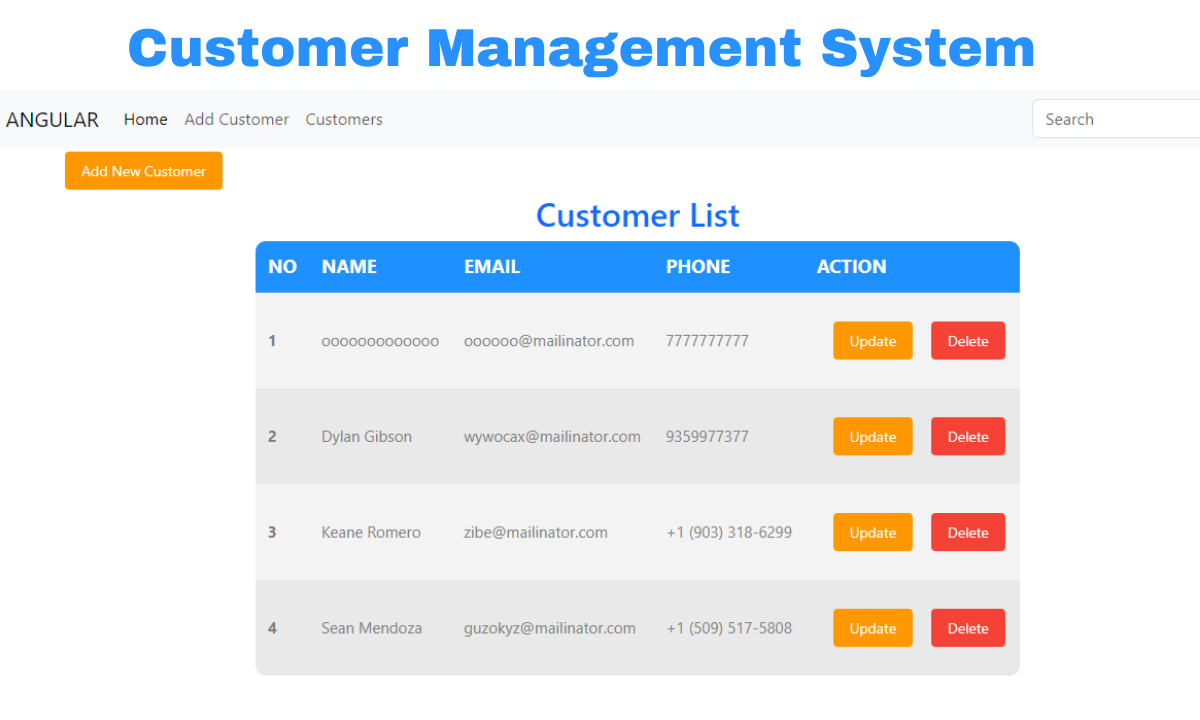 Customer Management System
ANGULAR Home Add Customer Customers Search
Add New Customer
Customer List
NO NAME EMAIL PHONE ACTION
1 ooooooooooooo oooooo@mailinator.com 7777777777 Update Delete
2 Dylan Gibson wywocax@mailinator.com 9359977377 Update Delete
3 Keane Romero zibe@mailinator.com +1 (903) 318-6299 Update Delete
4 Sean Mendoza guzokyz@mailinator.com +1 (509) 517-5808 Update Delete